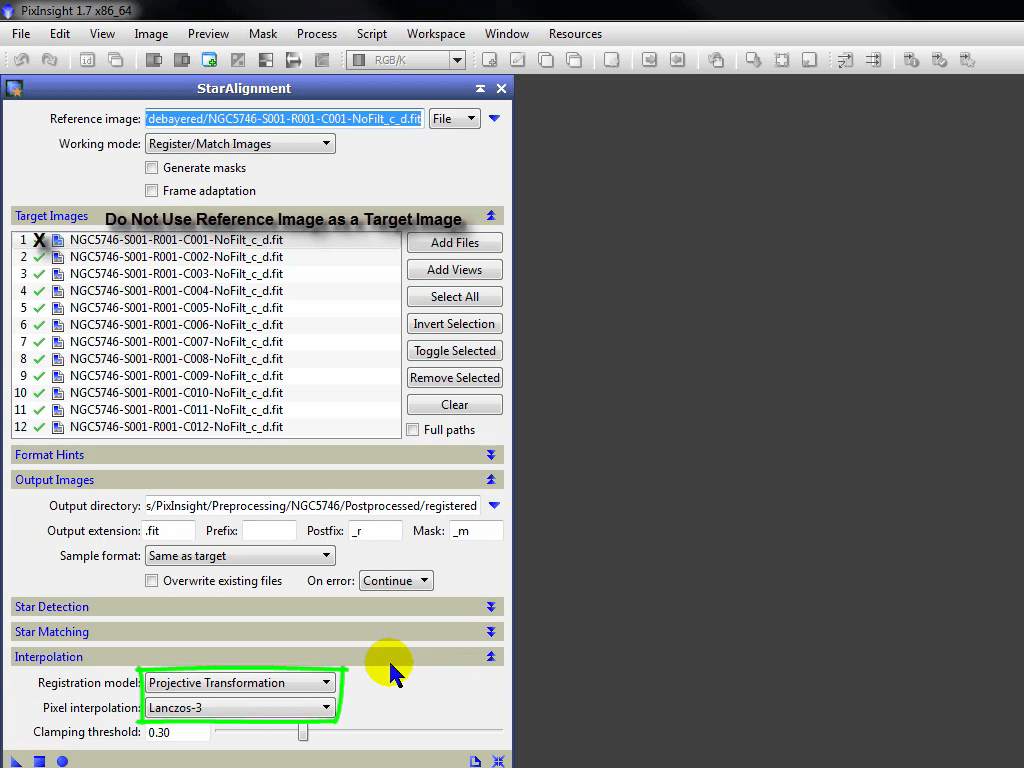 PixInsight 1.7 x86_64
File Edit View Image Preview Mask Process Script Workspace Window Resources
id RGB/K
StarAlignment
Reference image: /debayered/NGC5746-S001-R001-C001-NoFilt_c_d.fit File
Working mode: Register/Match Images
Generate masks
Frame adaptation
Target Images Do Not Use Reference Image as a Target Image
1 X NGC5746-S001-R001-C001-NoFilt_c_d.fit Add Files
2 NGC5746-S001-R001-C002-NoFilt_c_d.fit
3 NGC5746-S001-R001-C003-NoFilt_c_d.fit Add Views
4 NGC5746-S001-R001-C004-NoFilt_c_d.fit Select All
5 NGC5746-S001-R001-C005-NoFilt_c_d.fit
6 NGC5746-S001-R001-C006-NoFilt_c_d.fit Invert Selection
7 NGC5746-S001-R001-C007-NoFilt_c_d.fit Toggle Selected
8 NGC5746-S001-R001-C008-NoFilt_c_d.fit
9 NGC5746-S001-R001-C009-NoFilt_c_d.fit Remove Selected
10 NGC5746-S001-R001-C010-NoFilt_c_d.fit
11 NGC5746-S001-R001-C011-NoFilt_c_d.fit Clear
12 NGC5746-S001-R001-C012-NoFilt_c_d.fit Full paths
Format Hints
Output Images
Output directory: s/PixInsight/Preprocessing/NGC5746/Postprocessed/registered
Output extension: .fit Prefix: Postfix: _r Mask: _m
Sample format: Same as target
Overwrite existing files On error: Continue
Star Detection
Star Matching
Interpolation
Registration model: Projective Transformation
Pixel interpolation: Lanczos-3
Clamping threshold: 0.30